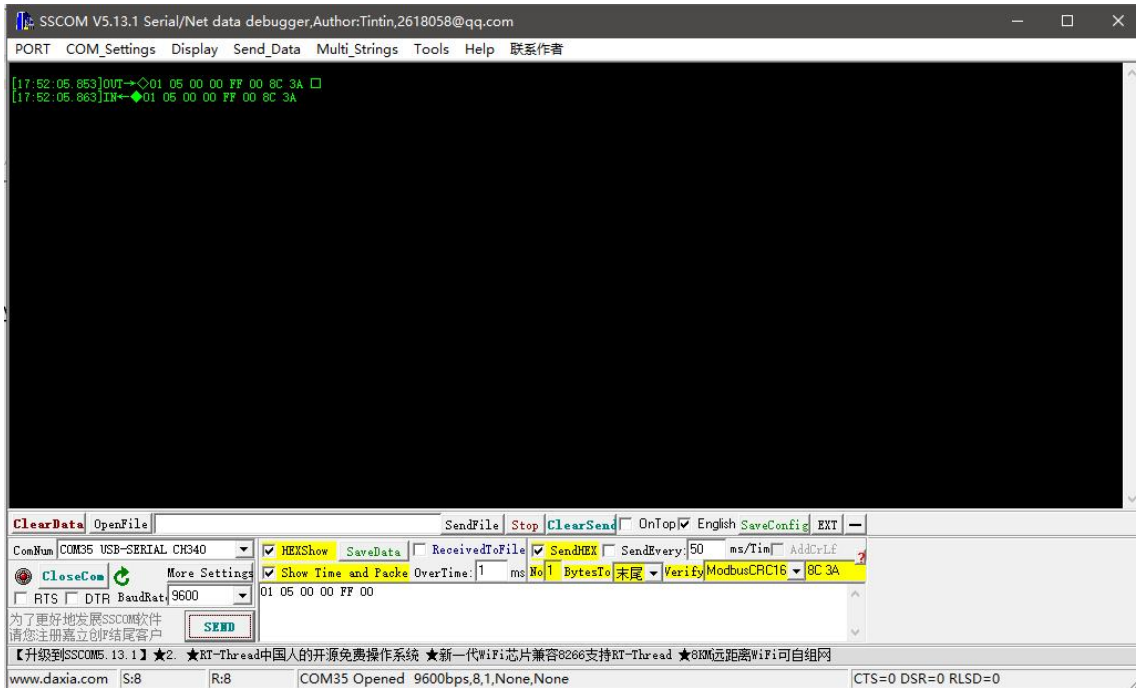 SSCOM V5.13.1 Serial/Net data debugger,Author:Tintin,2618058@qq.com
PORT COM_Settings Display Send_Data Multi_Strings Tools Help 联系作者
[17:52:05.853]OUT→◇01 05 00 00 FF 00 8C 3A □
[17:52:05.863]IN←◆01 05 00 00 FF 00 8C 3A
ClearData OpenFile SendFile Stop ClearSend OnTop English SaveConfig EXT —
ComNum COM35 USB-SERIAL CH340 HEXShow SaveData ReceivedToFile SendHEX SendEvery: 50 ms/Tim AddCrLf
CloseCom More Settings Show Time and Packe OverTime: 1 ms No 1 BytesTo 末尾 Verify ModbusCRC16 8C 3A
RTS DTR BaudRat 9600 01 05 00 00 FF 00
为了更好地发展SSCOM软件
请您注册嘉立创F结尾客户 SEND
【升级到SSCOM5.13.1】★2. ★RT-Thread中国人的开源免费操作系统 ★新一代WiFi芯片兼容8266支持RT-Thread ★8KM远距离WiFi可自组网
www.daxia.com S:8 R:8 COM35 Opened 9600bps,8,1,None,None CTS=0 DSR=0 RLSD=0